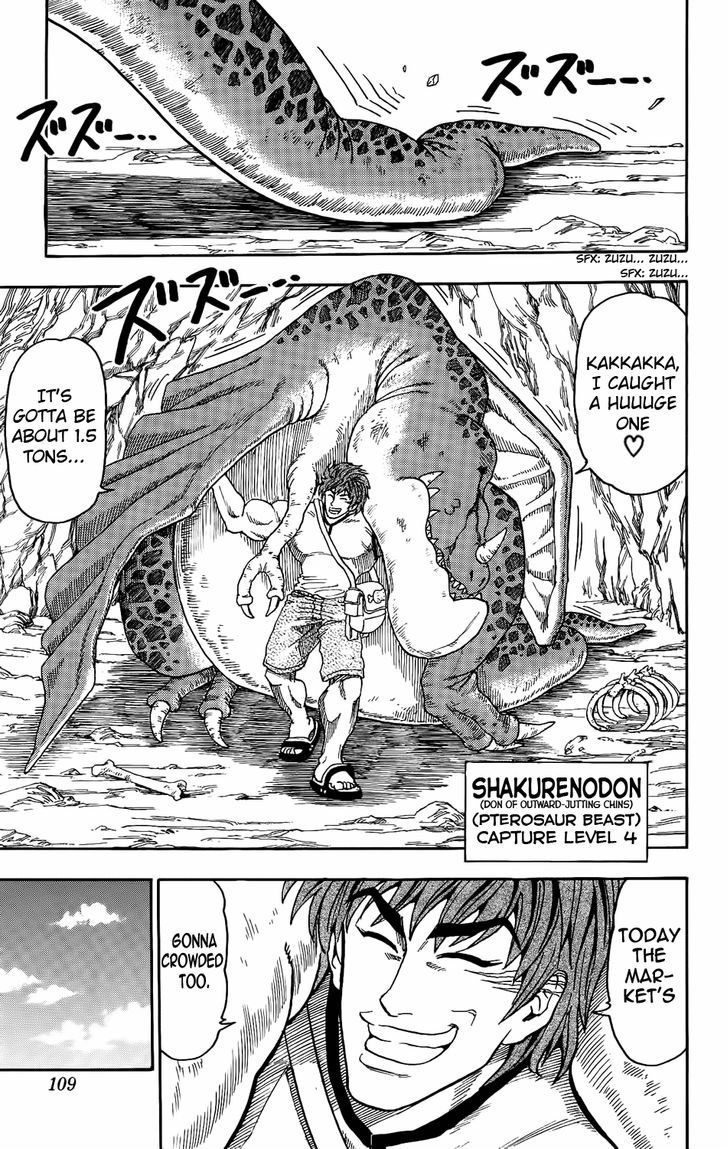 ズズ―‥
ズズ―‥
SFX: ZUZU... ZUZU...
SFX: ZUZU...
ズズー‥
KAKKAKKA,
I CAUGHT
A HUUUGE
ONE
♡
IT'S
GOTTA BE
ABOUT 1.5
TONS...
SHAKURENODON
(DON OF OUTWARD-JUTTING CHINS)
(PTEROSAUR BEAST)
CAPTURE LEVEL 4
TODAY
THE
MAR-
KET'S
GONNA
CROWDED
TOO.
109